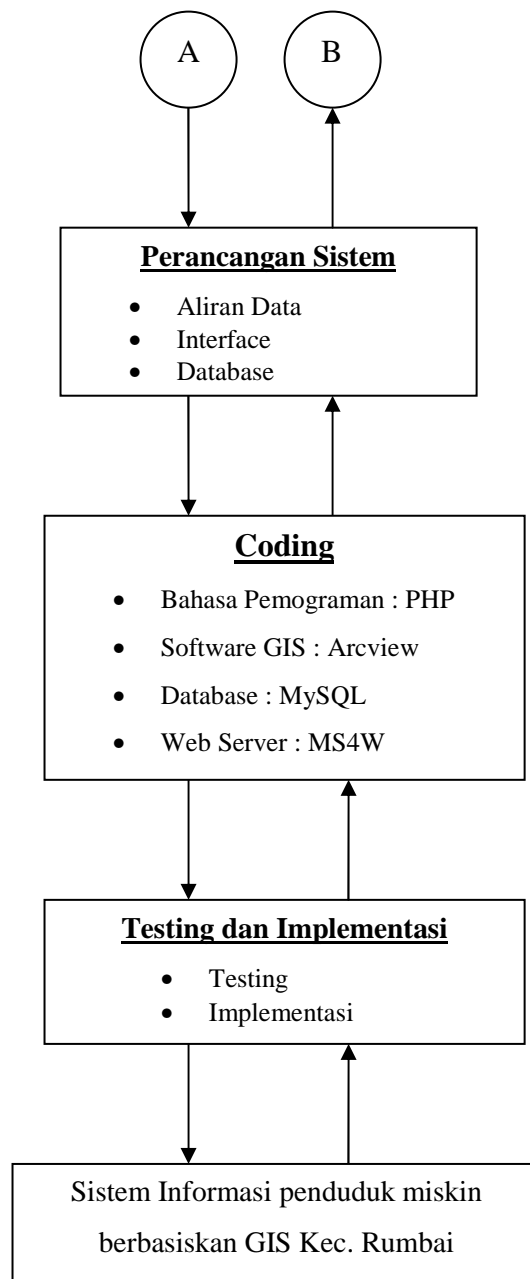 A B
Perancangan Sistem
• Aliran Data
• Interface
• Database
Coding
• Bahasa Pemograman : PHP
• Software GIS : Arcview
• Database : MySQL
• Web Server : MS4W
Testing dan Implementasi
• Testing
• Implementasi
Sistem Informasi penduduk miskin
berbasiskan GIS Kec. Rumbai